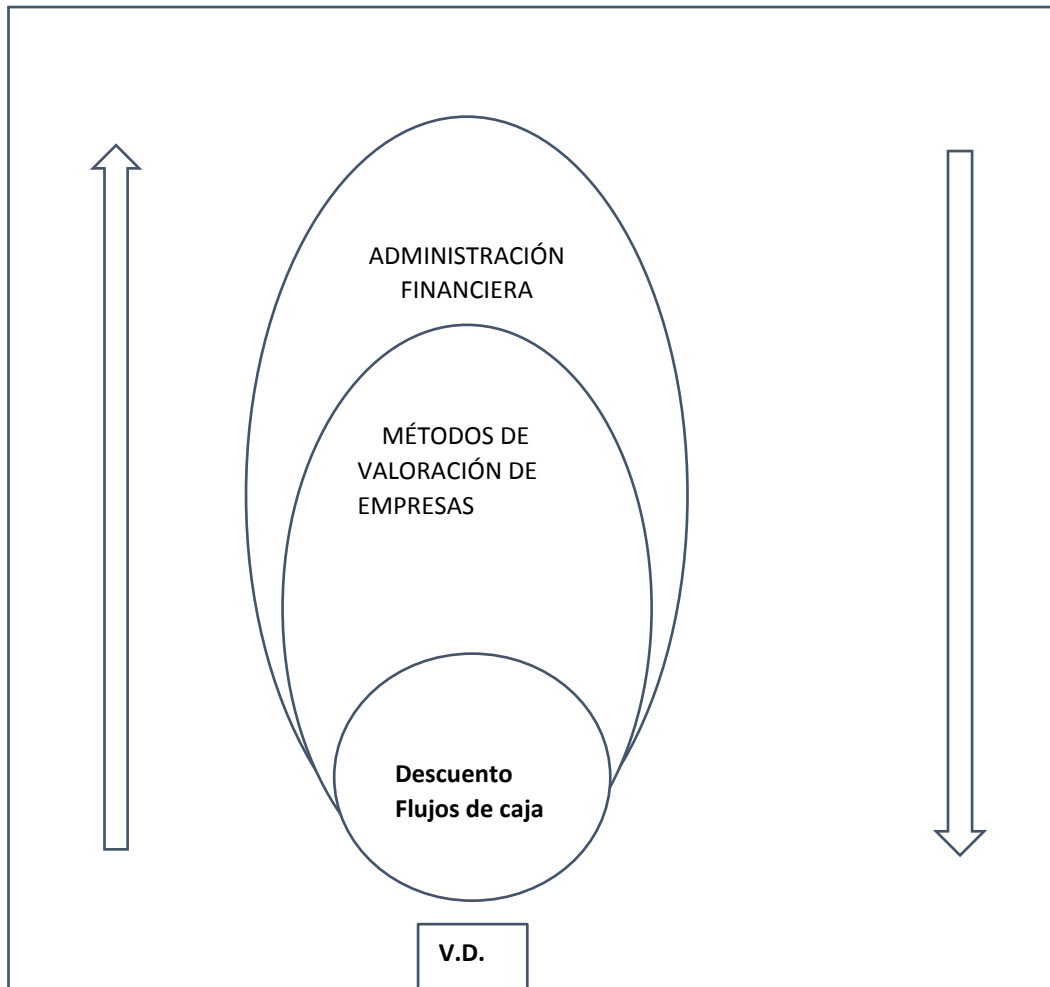 ADMINISTRACIÓN
FINANCIERA
MÉTODOS DE
VALORACIÓN DE
EMPRESAS
Descuento
Flujos de caja
V.D.